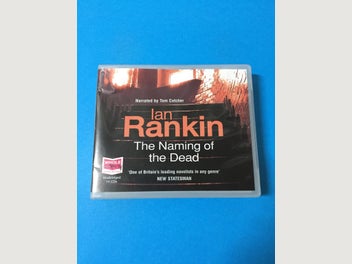 Narrated by Tom Cotcher
Ian
Rankin
The Naming of
the Dead
'One of Britain's leading novelists in any genre'
NEW STATESMAN